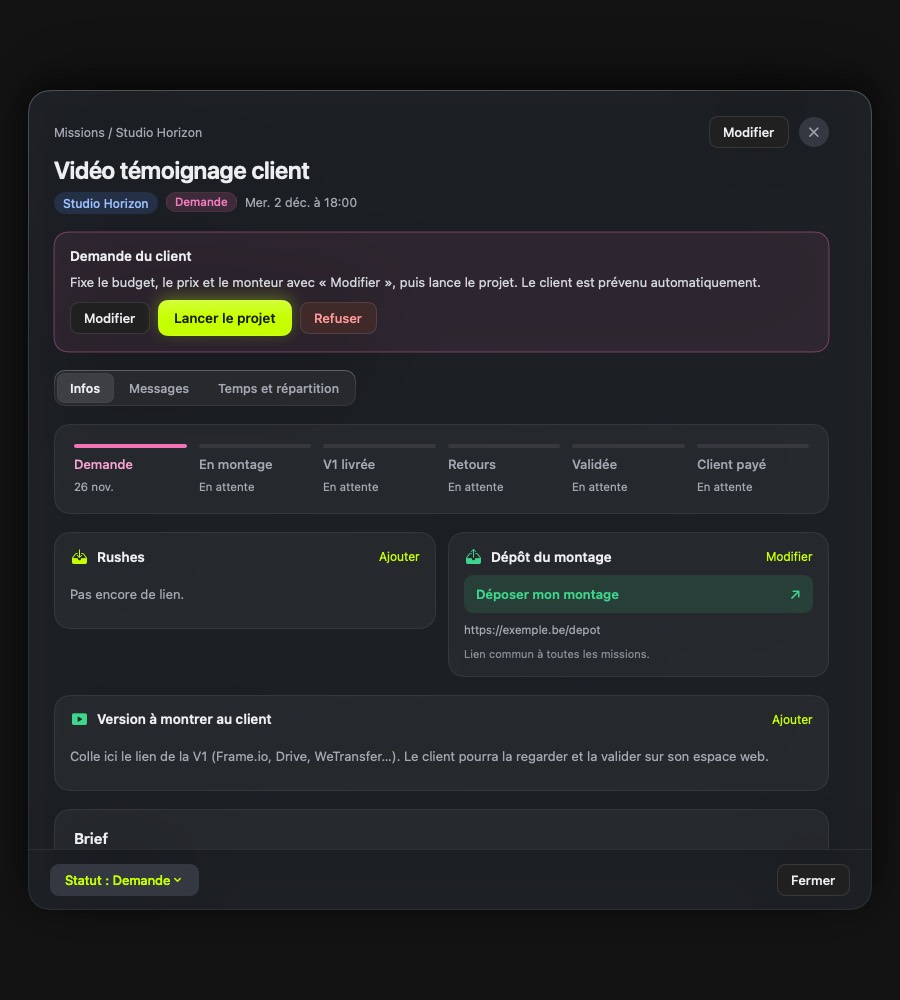 Missions / Studio Horizon
Modifier
Vidéo témoignage client
Studio Horizon
Demande
Mer. 2 déc. à 18:00
Demande du client
Fixe le budget, le prix et le monteur avec « Modifier », puis lance le projet. Le client est prévenu automatiquement.
Modifier
Lancer le projet
Refuser
Infos
Messages
Temps et répartition
Demande
En montage
V1 livrée
Retours
Validée
Client payé
26 nov.
En attente
En attente
En attente
En attente
En attente
Rushes
Ajouter
Pas encore de lien.
Dépôt du montage
Modifier
Déposer mon montage
https://exemple.be/depot
Lien commun à toutes les missions.
Version à montrer au client
Ajouter
Colle ici le lien de la V1 (Frame.io, Drive, WeTransfer…). Le client pourra la regarder et la valider sur son espace web.
Brief
Statut : Demande
Fermer